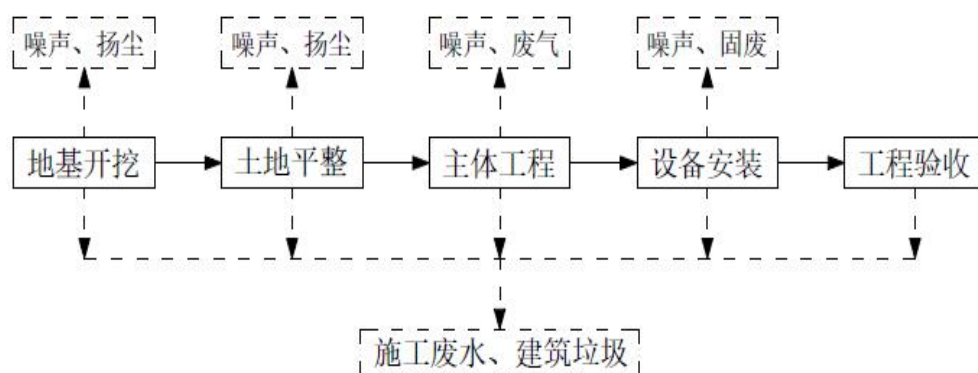 噪声、扬尘
噪声、扬尘
噪声、废气
噪声、固废
地基开挖
土地平整
主体工程
设备安装
工程验收
施工废水、建筑垃圾